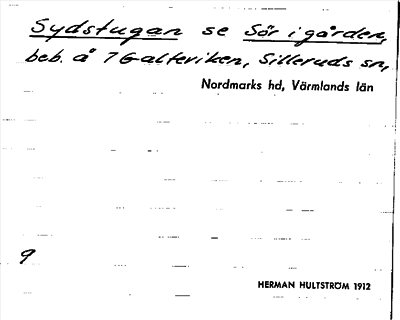 Sydstugan se Sör i gården,
beb. å 7 Galteviken, Silleruds sn,
Nordmarks hd, Värmlands län
9
HERMAN HULTSTRÖM 1912